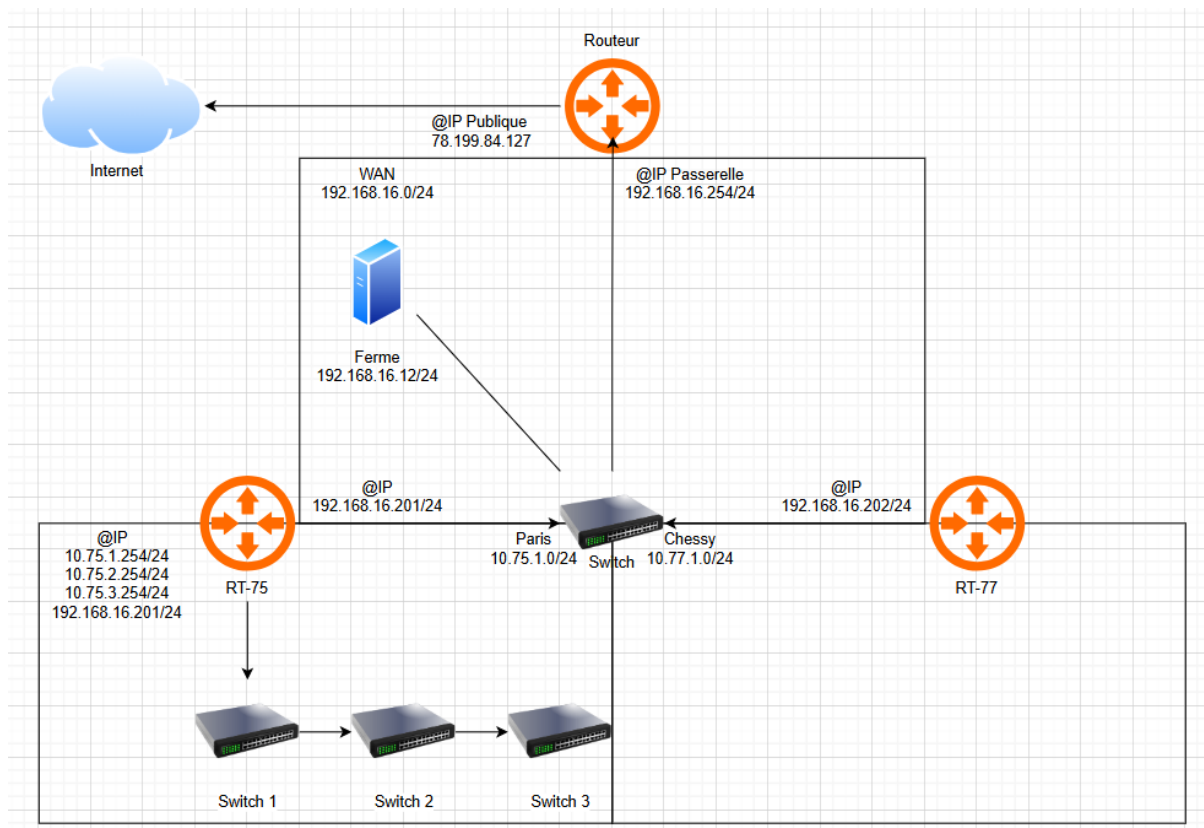 Routeur
@IP Publique
78.199.84.127
Internet
WAN
192.168.16.0/24
@IP Passerelle
192.168.16.254/24
Ferme
192.168.16.12/24
@IP
192.168.16.201/24
@IP
192.168.16.202/24
@IP
10.75.1.254/24
10.75.2.254/24
10.75.3.254/24
192.168.16.201/24
RT-75
Paris
10.75.1.0/24
Switch
Chessy
10.77.1.0/24
RT-77
Switch 1
Switch 2
Switch 3